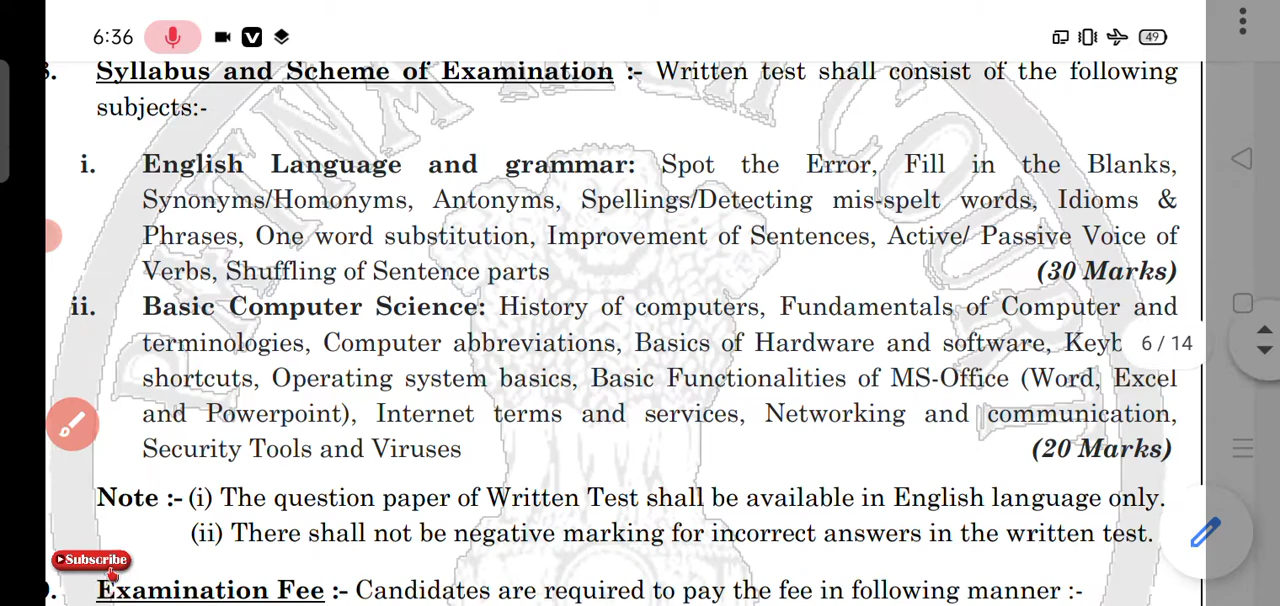 6:36
49
8. Syllabus and Scheme of Examination :- Written test shall consist of the following
subjects:-
i. English Language and grammar: Spot the Error, Fill in the Blanks,
Synonyms/Homonyms, Antonyms, Spellings/Detecting mis-spelt words, Idioms &
Phrases, One word substitution, Improvement of Sentences, Active/ Passive Voice of
Verbs, Shuffling of Sentence parts (30 Marks)
ii. Basic Computer Science: History of computers, Fundamentals of Computer and
terminologies, Computer abbreviations, Basics of Hardware and software, Keyb
6 / 14
shortcuts, Operating system basics, Basic Functionalities of MS-Office (Word, Excel
and Powerpoint), Internet terms and services, Networking and communication,
Security Tools and Viruses (20 Marks)
Note :- (i) The question paper of Written Test shall be available in English language only.
(ii) There shall not be negative marking for incorrect answers in the written test.
Subscribe
Examination Fee :- Candidates are required to pay the fee in following manner :-